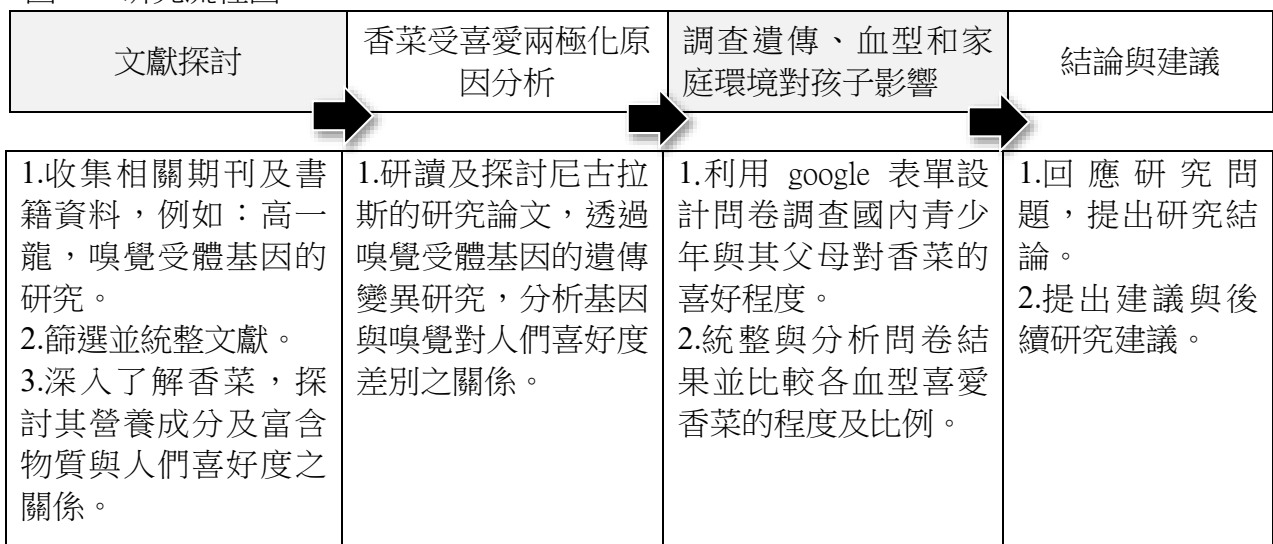 文獻探討
香菜受喜愛兩極化原
因分析
調查遺傳、血型和家
庭環境對孩子影響
結論與建議
1.收集相關期刊及書
籍資料，例如：高一
龍，嗅覺受體基因的
研究。
2.篩選並統整文獻。
3.深入了解香菜，探
討其營養成分及富含
物質與人們喜好度之
關係。
1.研讀及探討尼古拉
斯的研究論文，透過
嗅覺受體基因的遺傳
變異研究，分析基因
與嗅覺對人們喜好度
差別之關係。
1.利用 google 表單設
計問卷調查國內青少
年與其父母對香菜的
喜好程度。
2.統整與分析問卷結
果並比較各血型喜愛
香菜的程度及比例。
1.回應研究問
題，提出研究結
論。
2.提出建議與後
續研究建議。